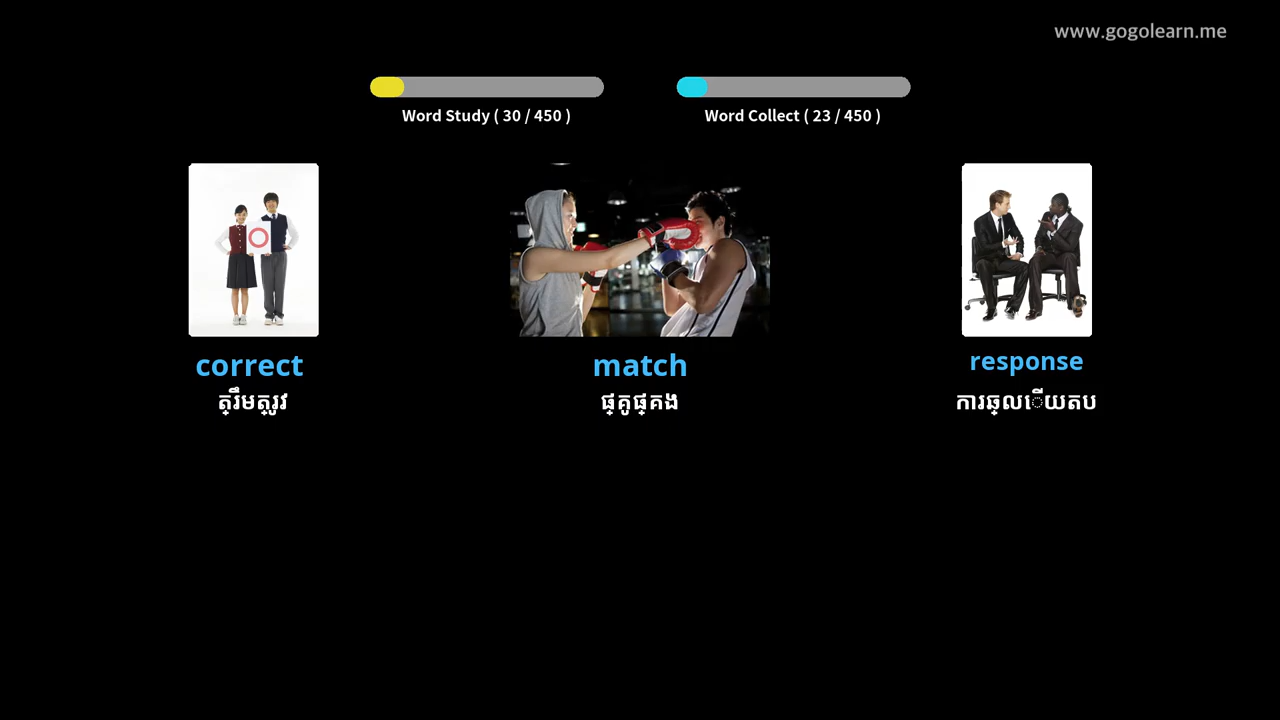 www.gogolearn.me
Word Study ( 30 / 450 )
Word Collect ( 23 / 450 )
correct
match
response
ត្រឹមត្រូវ
ផ្គូផ្គង
ការឆ្លើយតប